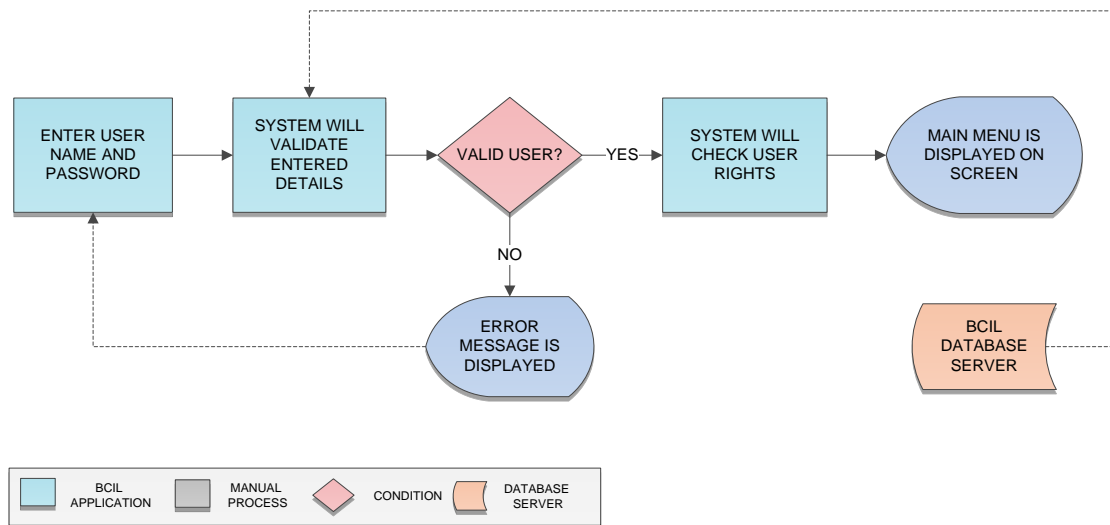 ENTER USER
NAME AND
PASSWORD
SYSTEM WILL
VALIDATE
ENTERED
DETAILS
VALID USER?
YES
SYSTEM WILL
CHECK USER
RIGHTS
MAIN MENU IS
DISPLAYED ON
SCREEN
NO
ERROR
MESSAGE IS
DISPLAYED
BCIL
DATABASE
SERVER
BCIL
APPLICATION
MANUAL
PROCESS
CONDITION
DATABASE
SERVER